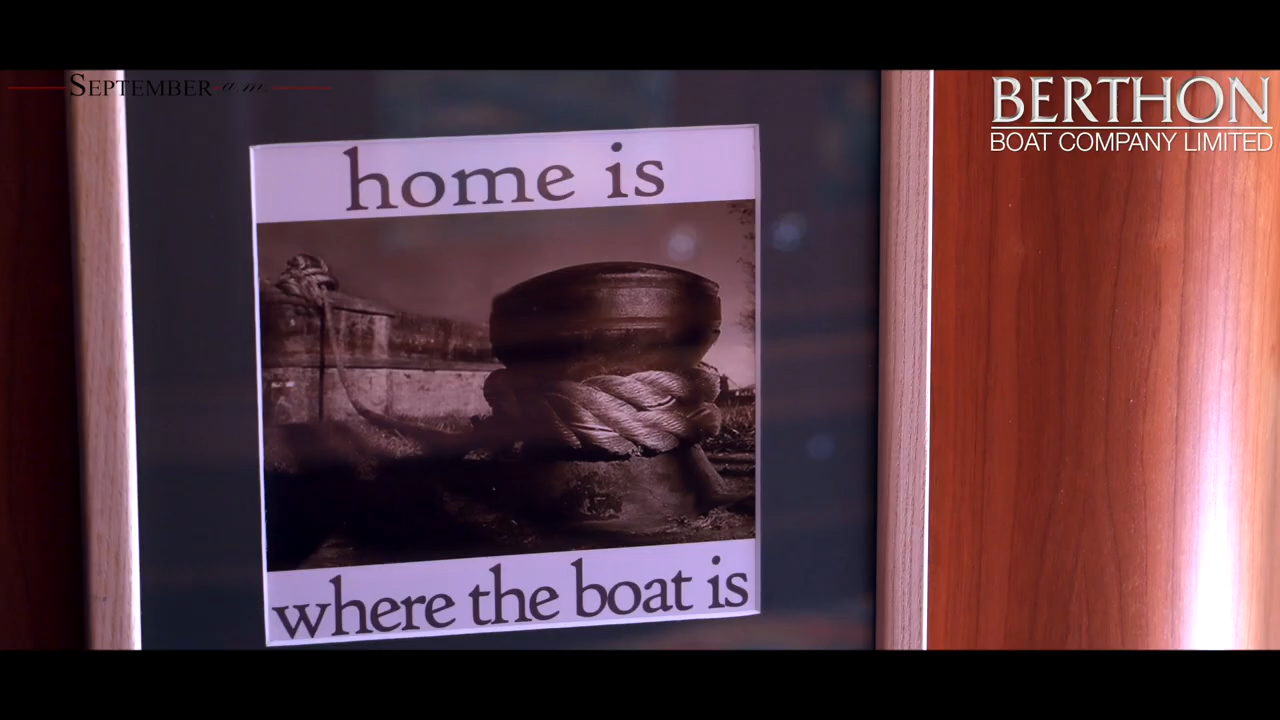 SEPTEMBER a.m.
BERTHON
BOAT COMPANY LIMITED
home is
where the boat is